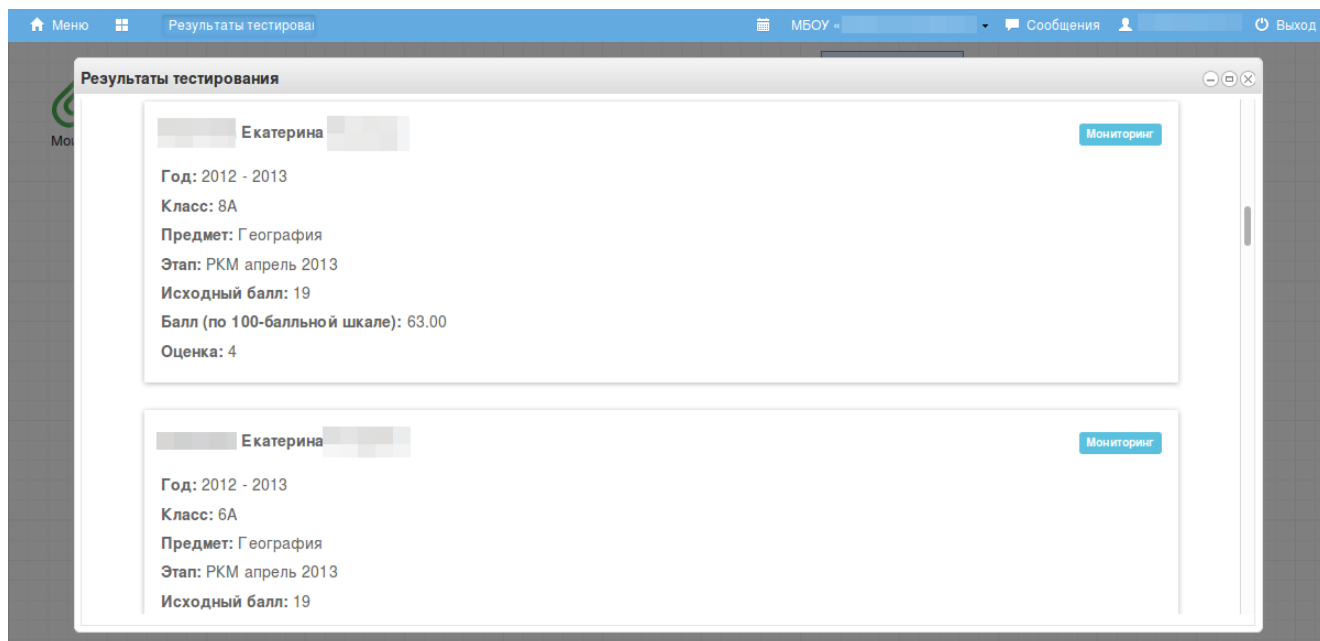 Меню Результаты тестирова МБОУ « Сообщения Выход
Результаты тестирования
Екатерина Мониторинг
Год: 2012 - 2013
Класс: 8А
Предмет: География
Этап: РКМ апрель 2013
Исходный балл: 19
Балл (по 100-балльной шкале): 63.00
Оценка: 4
Екатерина Мониторинг
Год: 2012 - 2013
Класс: 6А
Предмет: География
Этап: РКМ апрель 2013
Исходный балл: 19